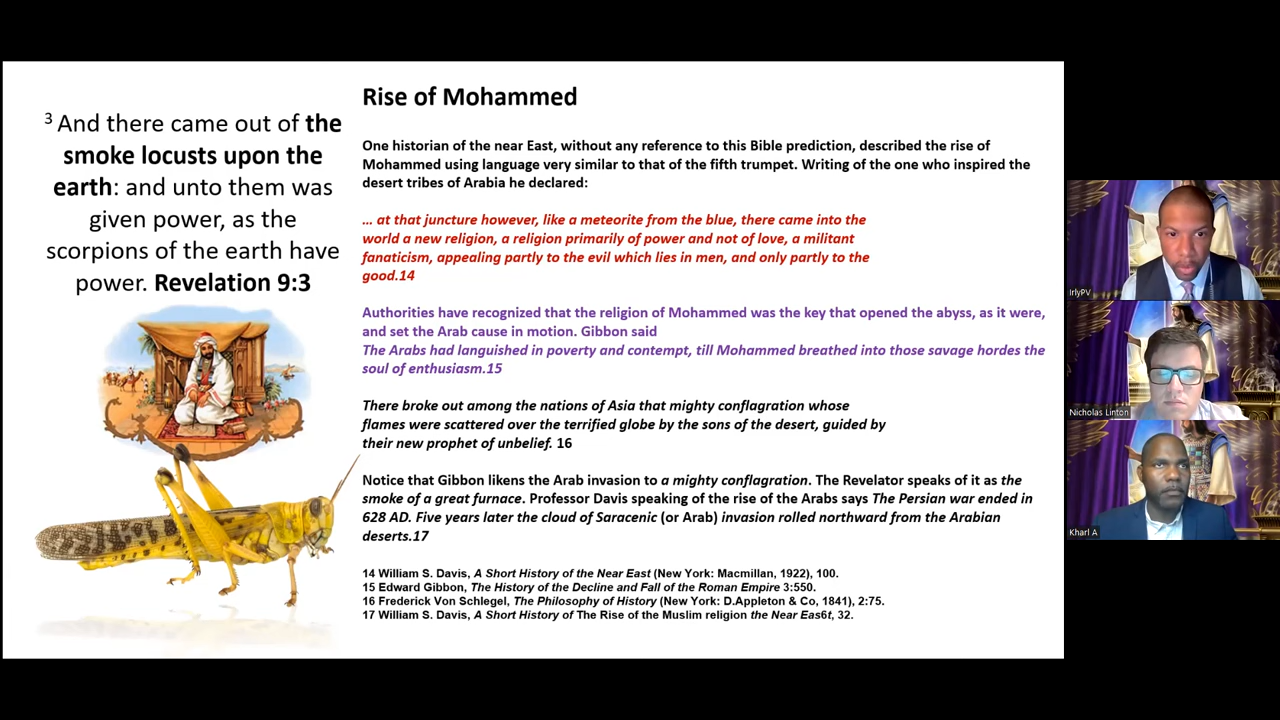 3 And there came out of the
smoke locusts upon the
earth: and unto them was
given power, as the
scorpions of the earth have
power. Revelation 9:3
Rise of Mohammed
One historian of the near East, without any reference to this Bible prediction, described the rise of
Mohammed using language very similar to that of the fifth trumpet. Writing of the one who inspired the
desert tribes of Arabia he declared:
... at that juncture however, like a meteorite from the blue, there came into the
world a new religion, a religion primarily of power and not of love, a militant
fanaticism, appealing partly to the evil which lies in men, and only partly to the
good.14
Authorities have recognized that the religion of Mohammed was the key that opened the abyss, as it were,
and set the Arab cause in motion. Gibbon said
The Arabs had languished in poverty and contempt, till Mohammed breathed into those savage hordes the
soul of enthusiasm.15
There broke out among the nations of Asia that mighty conflagration whose
flames were scattered over the terrified globe by the sons of the desert, guided by
their new prophet of unbelief. 16
Notice that Gibbon likens the Arab invasion to a mighty conflagration. The Revelator speaks of it as the
smoke of a great furnace. Professor Davis speaking of the rise of the Arabs says The Persian war ended in
628 AD. Five years later the cloud of Saracenic (or Arab) invasion rolled northward from the Arabian
deserts.17
14 William S. Davis, A Short History of the Near East (New York: Macmillan, 1922), 100.
15 Edward Gibbon, The History of the Decline and Fall of the Roman Empire 3:550.
16 Frederick Von Schlegel, The Philosophy of History (New York: D.Appleton & Co, 1841), 2:75.
17 William S. Davis, A Short History of The Rise of the Muslim religion the Near Eas6t, 32.
IrlyPV
Nicholas Linton
Kharl A